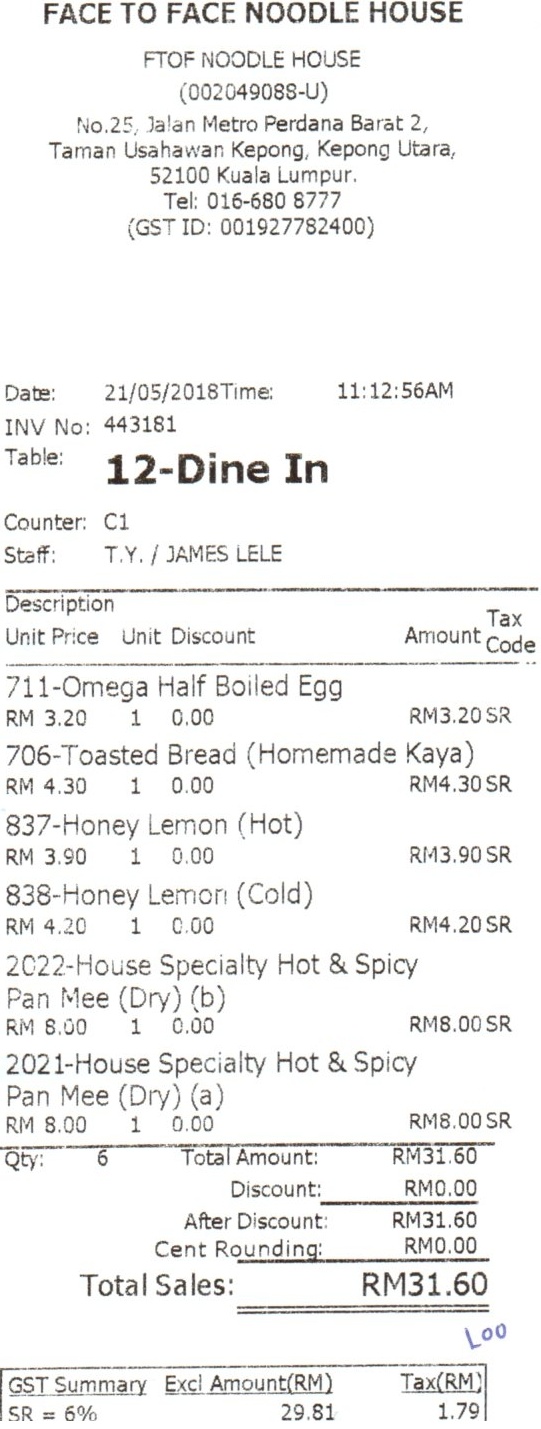 FACE TO FACE NOODLE HOUSE
FTOF NOODLE HOUSE
(002049088-U)
No.25, Jalan Metro Perdana Barat 2,
Taman Usahawan Kepong, Kepong Utara,
52100 Kuala Lumpur.
Tel: 016-680 8777
(GST ID: 001927782400)
Date: 21/05/2018Time: 11:12:56AM
INV No: 443181
Table: 12-Dine In
Counter: C1
Staff: T.Y. / JAMES LELE
Description
Unit Price Unit Discount Amount Tax Code
711-Omega Half Boiled Egg
RM 3.20 1 0.00 RM3.20 SR
706-Toasted Bread (Homemade Kaya)
RM 4.30 1 0.00 RM4.30 SR
837-Honey Lemon (Hot)
RM 3.90 1 0.00 RM3.90 SR
838-Honey Lemon (Cold)
RM 4.20 1 0.00 RM4.20 SR
2022-House Specialty Hot & Spicy
Pan Mee (Dry) (b)
RM 8.00 1 0.00 RM8.00 SR
2021-House Specialty Hot & Spicy
Pan Mee (Dry) (a)
RM 8.00 1 0.00 RM8.00 SR
Qty: 6 Total Amount: RM31.60
Discount: RM0.00
After Discount: RM31.60
Cent Rounding: RM0.00
Total Sales: RM31.60
Loo
GST Summary Excl Amount(RM) Tax(RM)
SR = 6% 29.81 1.79